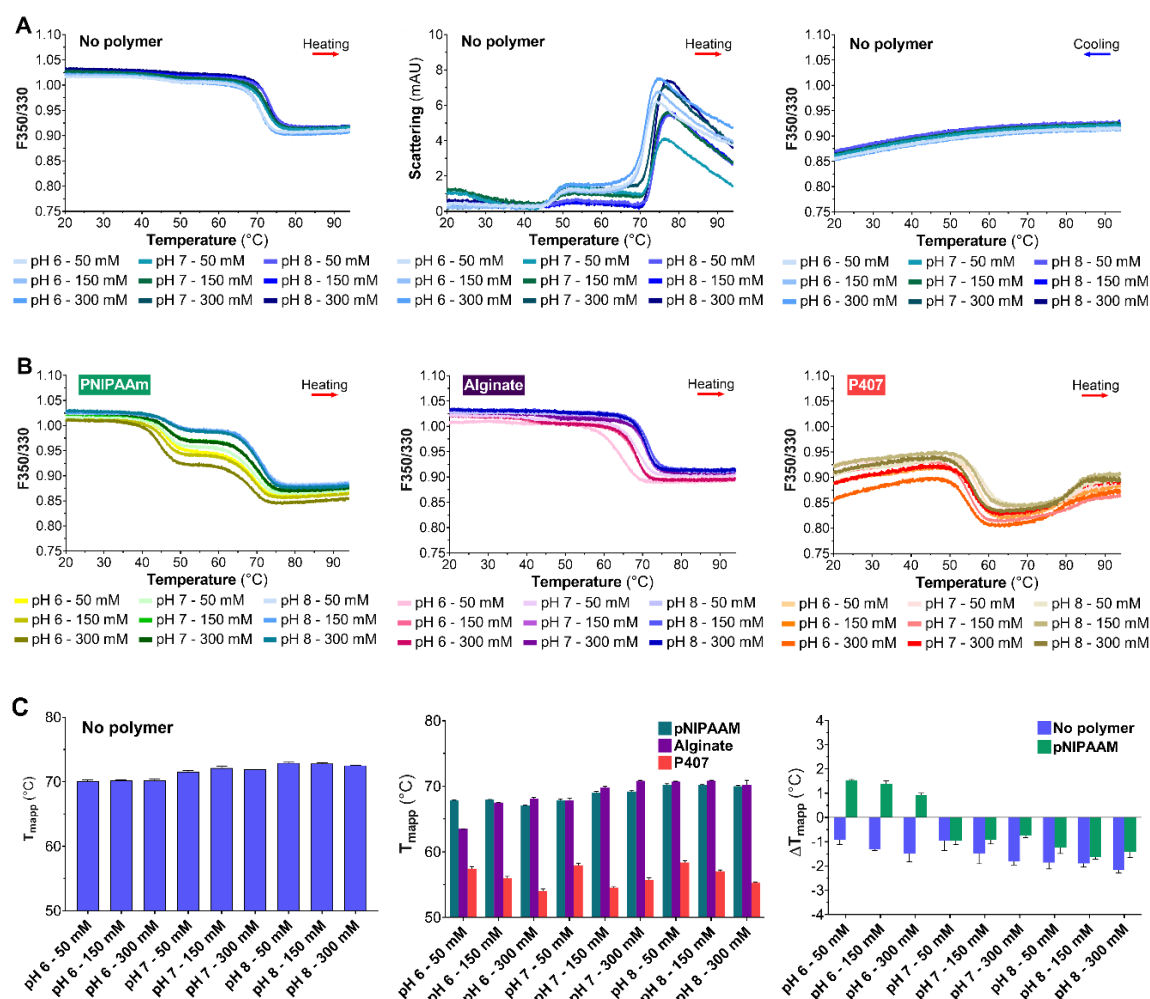 A
No polymer
Heating
F350/330
1.10
1.05
1.00
0.95
0.90
0.85
0.80
0.75
20 30 40 50 60 70 80 90
Temperature (°C)
pH 6 - 50 mM pH 7 - 50 mM pH 8 - 50 mM
pH 6 - 150 mM pH 7 - 150 mM pH 8 - 150 mM
pH 6 - 300 mM pH 7 - 300 mM pH 8 - 300 mM
No polymer
Heating
Scattering (mAU)
10
8
6
4
2
0
20 30 40 50 60 70 80 90
Temperature (°C)
pH 6 - 50 mM pH 7 - 50 mM pH 8 - 50 mM
pH 6 - 150 mM pH 7 - 150 mM pH 8 - 150 mM
pH 6 - 300 mM pH 7 - 300 mM pH 8 - 300 mM
No polymer
Cooling
F350/330
1.10
1.05
1.00
0.95
0.90
0.85
0.80
0.75
20 30 40 50 60 70 80 90
Temperature (°C)
pH 6 - 50 mM pH 7 - 50 mM pH 8 - 50 mM
pH 6 - 150 mM pH 7 - 150 mM pH 8 - 150 mM
pH 6 - 300 mM pH 7 - 300 mM pH 8 - 300 mM
B
PNIPAAm
Heating
F350/330
1.10
1.05
1.00
0.95
0.90
0.85
0.80
0.75
20 30 40 50 60 70 80 90
Temperature (°C)
pH 6 - 50 mM pH 7 - 50 mM pH 8 - 50 mM
pH 6 - 150 mM pH 7 - 150 mM pH 8 - 150 mM
pH 6 - 300 mM pH 7 - 300 mM pH 8 - 300 mM
Alginate
Heating
F350/330
1.10
1.05
1.00
0.95
0.90
0.85
0.80
0.75
20 30 40 50 60 70 80 90
Temperature (°C)
pH 6 - 50 mM pH 7 - 50 mM pH 8 - 50 mM
pH 6 - 150 mM pH 7 - 150 mM pH 8 - 150 mM
pH 6 - 300 mM pH 7 - 300 mM pH 8 - 300 mM
P407
Heating
F350/330
1.10
1.05
1.00
0.95
0.90
0.85
0.80
0.75
20 30 40 50 60 70 80 90
Temperature (°C)
pH 6 - 50 mM pH 7 - 50 mM pH 8 - 50 mM
pH 6 - 150 mM pH 7 - 150 mM pH 8 - 150 mM
pH 6 - 300 mM pH 7 - 300 mM pH 8 - 300 mM
C
No polymer
Tmapp (°C)
80
70
60
50
pH 6 - 50 mM
pH 6 - 150 mM
pH 6 - 300 mM
pH 7 - 50 mM
pH 7 - 150 mM
pH 7 - 300 mM
pH 8 - 50 mM
pH 8 - 150 mM
pH 8 - 300 mM
pNIPAAM
Alginate
P407
Tmapp (°C)
80
70
60
50
pH 6 - 50 mM
pH 6 - 150 mM
pH 6 - 300 mM
pH 7 - 50 mM
pH 7 - 150 mM
pH 7 - 300 mM
pH 8 - 50 mM
pH 8 - 150 mM
pH 8 - 300 mM
No polymer
pNIPAAM
ΔTmapp (°C)
4
3
2
1
0
-1
-2
-3
-4
pH 6 - 50 mM
pH 6 - 150 mM
pH 6 - 300 mM
pH 7 - 50 mM
pH 7 - 150 mM
pH 7 - 300 mM
pH 8 - 50 mM
pH 8 - 150 mM
pH 8 - 300 mM